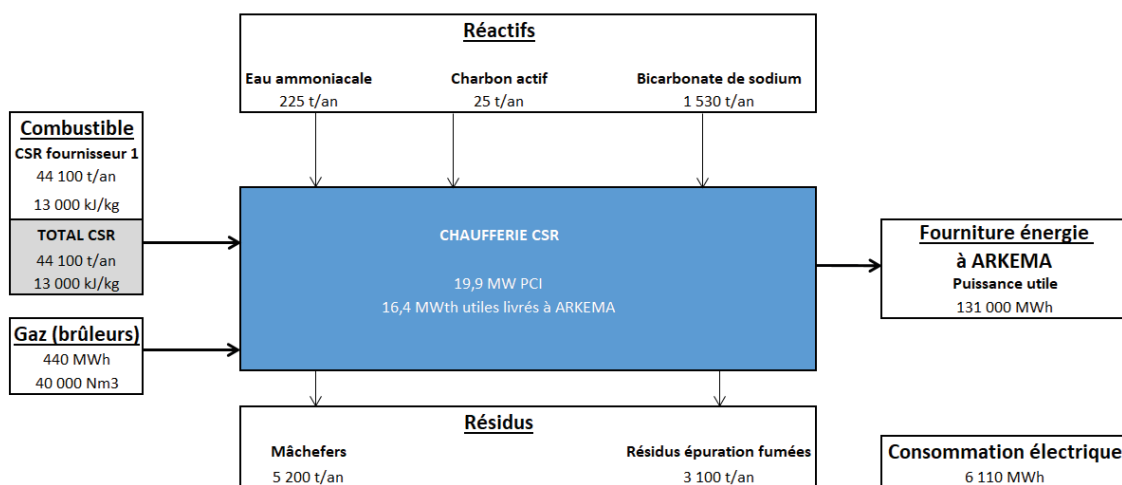 Réactifs
Eau ammoniacale
225 t/an
Charbon actif
25 t/an
Bicarbonate de sodium
1 530 t/an
Combustible
CSR fournisseur 1
44 100 t/an
13 000 kJ/kg
TOTAL CSR
44 100 t/an
13 000 kJ/kg
Gaz (brûleurs)
440 MWh
40 000 Nm3
CHAUFFERIE CSR
19,9 MW PCI
16,4 MWth utiles livrés à ARKEMA
Fourniture énergie
à ARKEMA
Puissance utile
131 000 MWh
Résidus
Mâchefers
5 200 t/an
Résidus épuration fumées
3 100 t/an
Consommation électrique
6 110 MWh